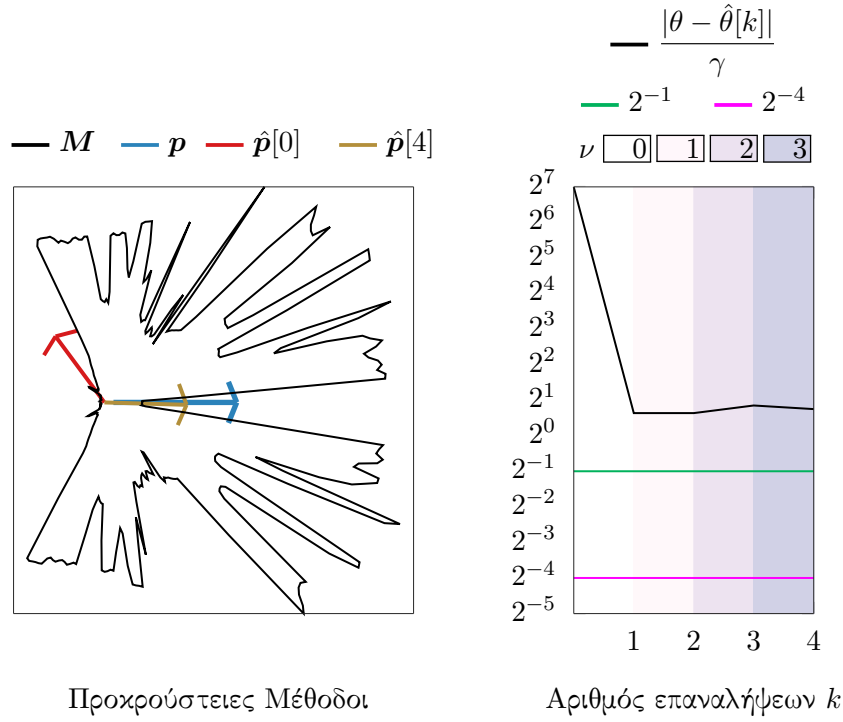 |θ − θ̂[k]|
γ
2⁻¹ 2⁻⁴
M p p̂[0] p̂[4]
ν 0 1 2 3
2⁷
2⁶
2⁵
2⁴
2³
2²
2¹
2⁰
2⁻¹
2⁻²
2⁻³
2⁻⁴
2⁻⁵
1 2 3 4
Προκρούστειες Μέθοδοι
Αριθμός επαναλήψεων k